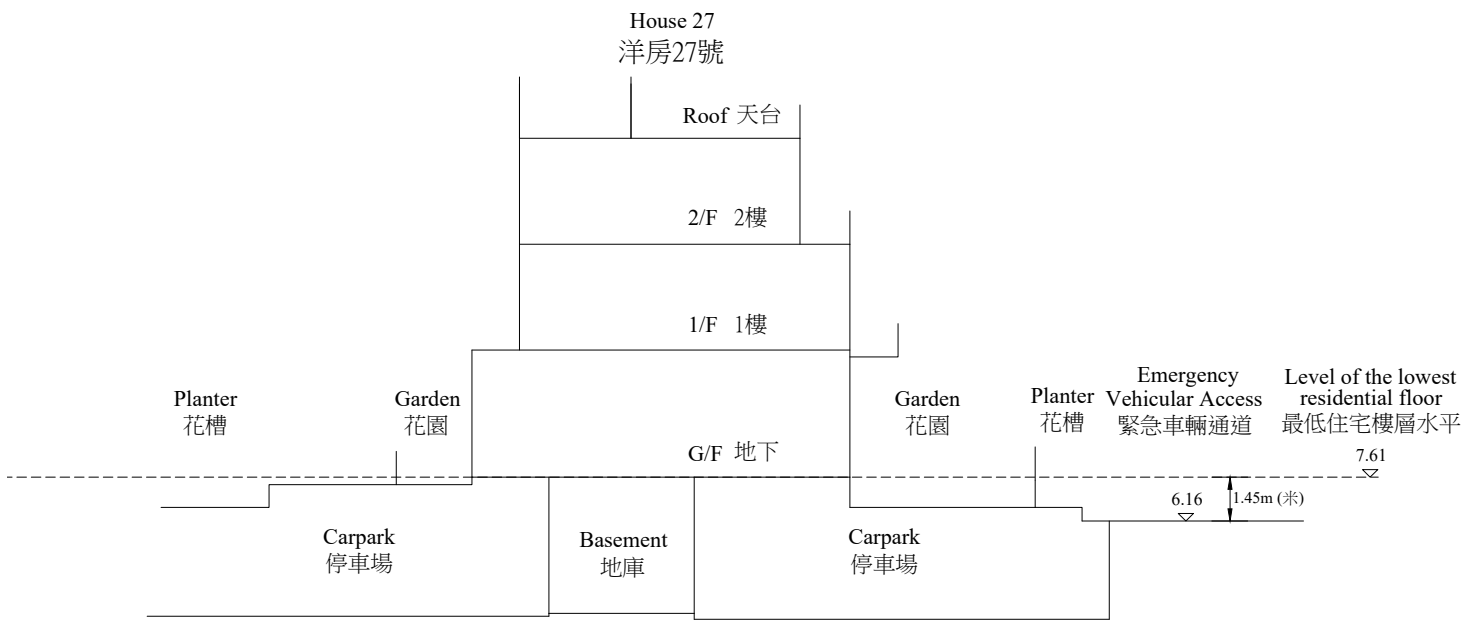 House 27
洋房27號
Roof 天台
2/F 2樓
1/F 1樓
Planter
花槽
Garden
花園
G/F 地下
Garden
花園
Planter
花槽
Emergency
Vehicular Access
緊急車輛通道
Level of the lowest
residential floor
最低住宅樓層水平
7.61
6.16
1.45m (米)
Carpark
停車場
Basement
地庫
Carpark
停車場